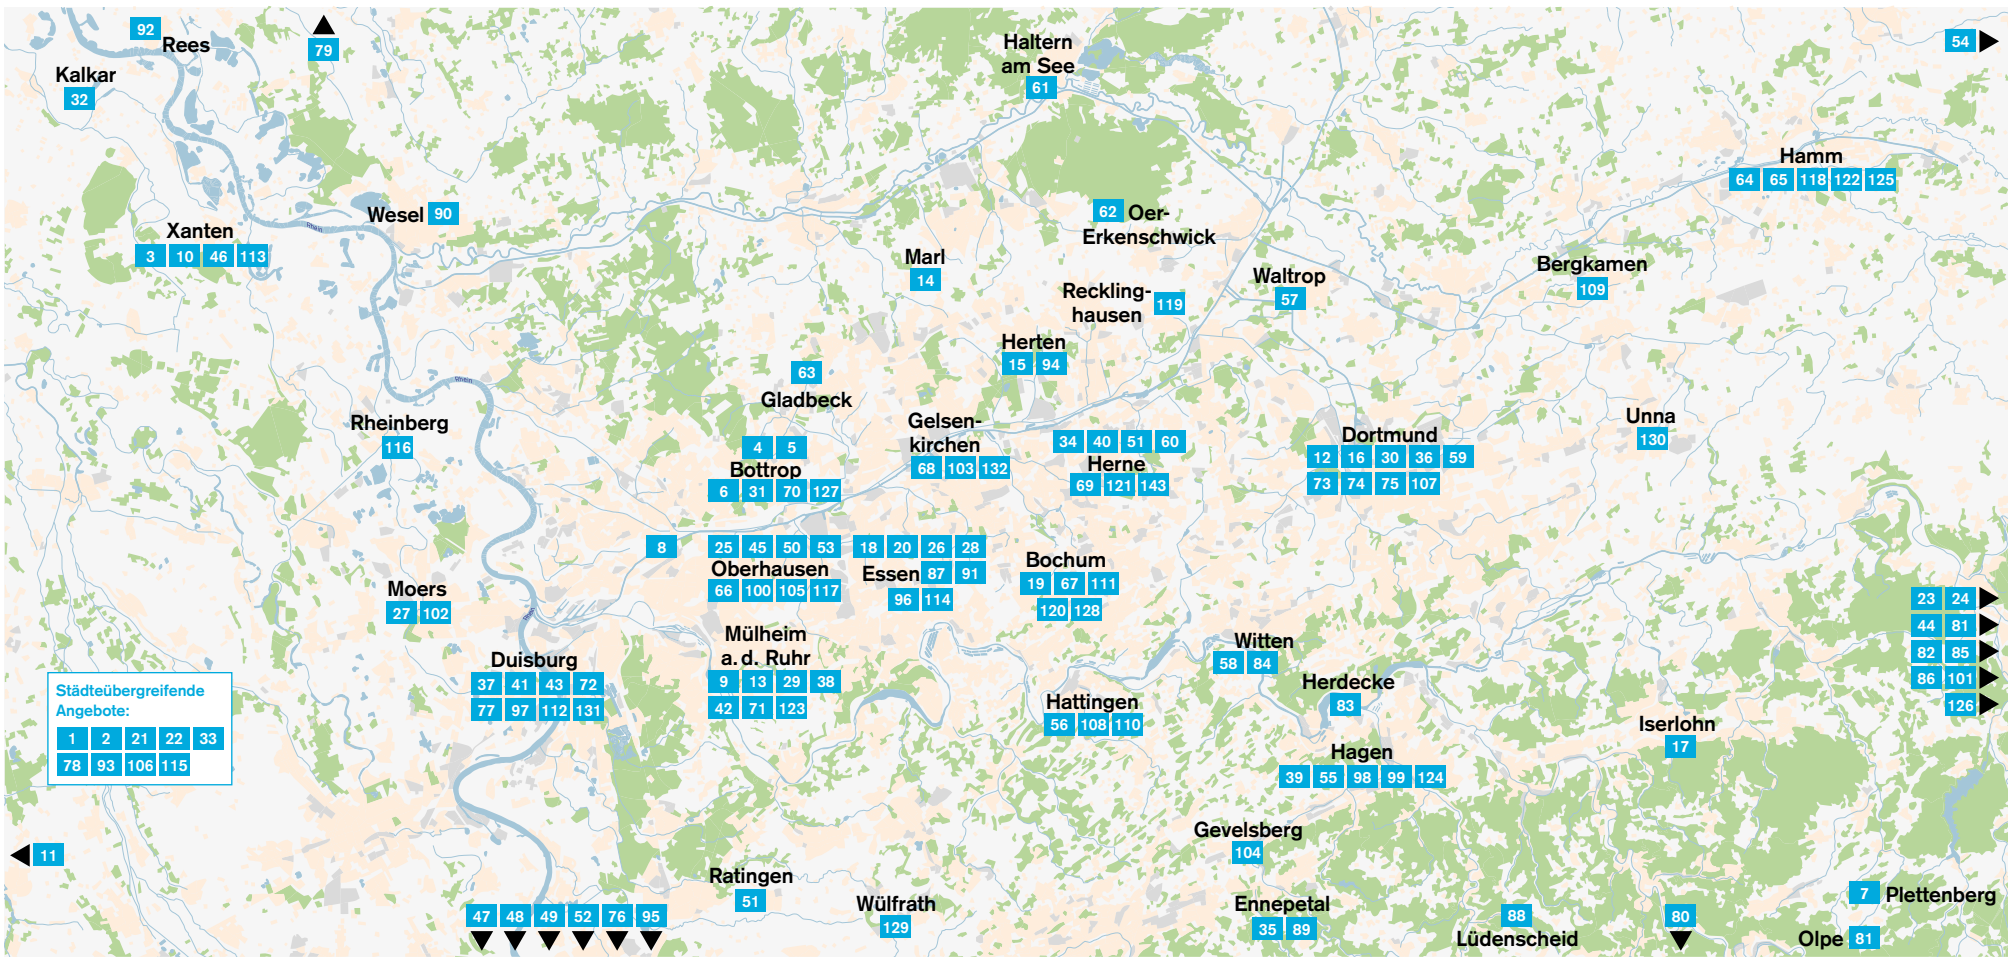 92
Rees
79
Kalkar
32
Haltern
am See
61
54
Hamm
64 65 118 122 125
Wesel 90
Xanten
3 10 46 113
Rhein
62 Oer-
Erkenschwick
Marl
14
Reckling-
hausen
119
Waltrop
57
Bergkamen
109
Herten
15 94
63
Gladbeck
Rhein
Rheinberg
116
4 5
Bottrop
6 31 70 127
Gelsen-
kirchen
68 103 132
34 40 51 60
Herne
69 121 143
Dortmund
12 16 30 36 59
73 74 75 107
Unna
130
8
25 45 50 53
Oberhausen
66 100 105 117
18 20 26 28
Essen 87 91
96 114
Bochum
19 67 111
120 128
Moers
27 102
Rhein
23 24
44 81
82 85
86 101
126
Duisburg
37 41 43 72
77 97 112 131
Mülheim
a. d. Ruhr
9 13 29 38
42 71 123
Witten
58 84
Herdecke
83
Hattingen
56 108 110
Iserlohn
17
Hagen
39 55 98 99 124
Städteübergreifende
Angebote:
1 2 21 22 33
78 93 106 115
11
Gevelsberg
104
Ratingen
51
Wülfrath
129
47 48 49 52 76 95
Ennepetal
35 89
88
Lüdenscheid
80
7 Plettenberg
Olpe 81